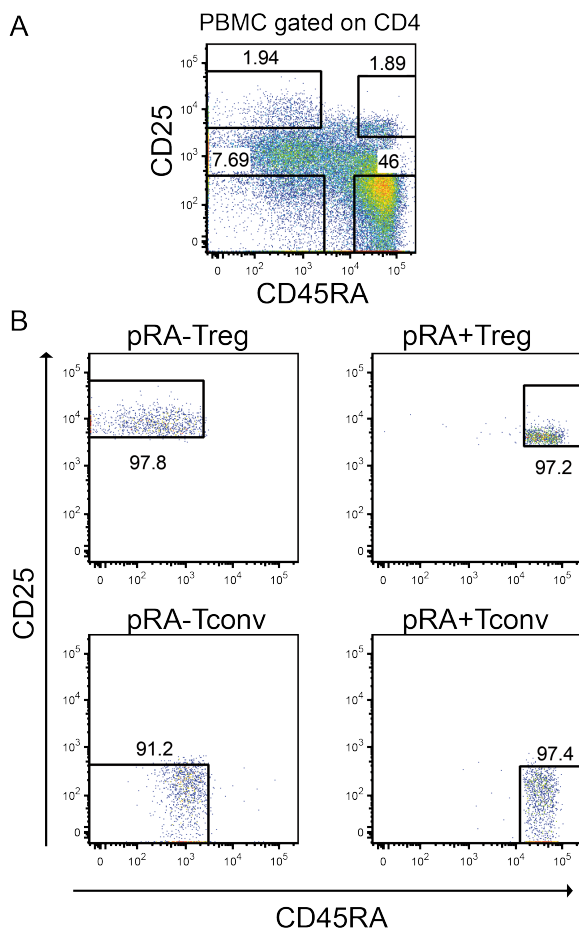 A
PBMC gated on CD4
1.94
1.89
7.69
46
CD25
10⁵
10⁴
10³
10²
0
0 10² 10³ 10⁴ 10⁵
CD45RA
B
pRA-Treg
pRA+Treg
10⁵
10⁴
10³
10²
0
97.8
0 10² 10³ 10⁴ 10⁵
10⁵
10⁴
10³
10²
0
97.2
0 10² 10³ 10⁴ 10⁵
pRA-Tconv
pRA+Tconv
10⁵
10⁴
10³
10²
0
91.2
0 10² 10³ 10⁴ 10⁵
10⁵
10⁴
10³
10²
0
97.4
0 10² 10³ 10⁴ 10⁵
CD25
CD45RA